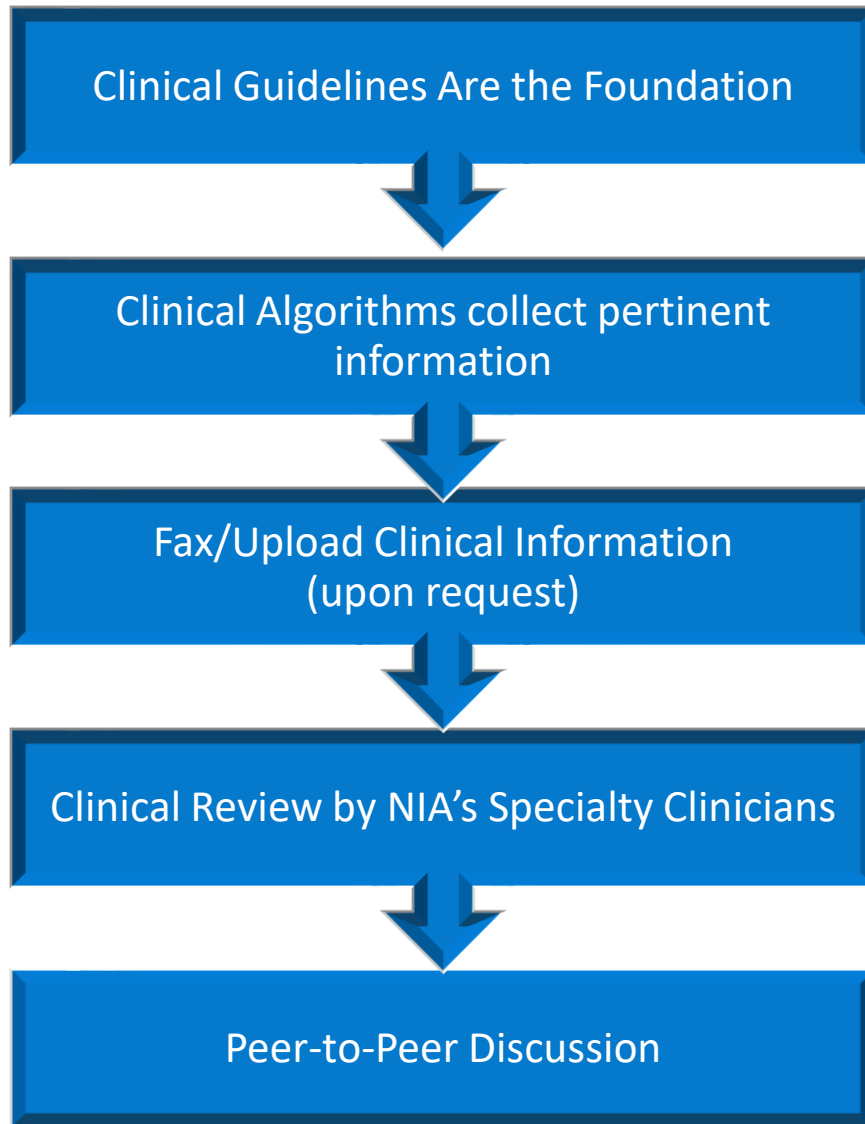 Clinical Guidelines Are the Foundation
Clinical Algorithms collect pertinent
information
Fax/Upload Clinical Information
(upon request)
Clinical Review by NIA’s Specialty Clinicians
Peer-to-Peer Discussion